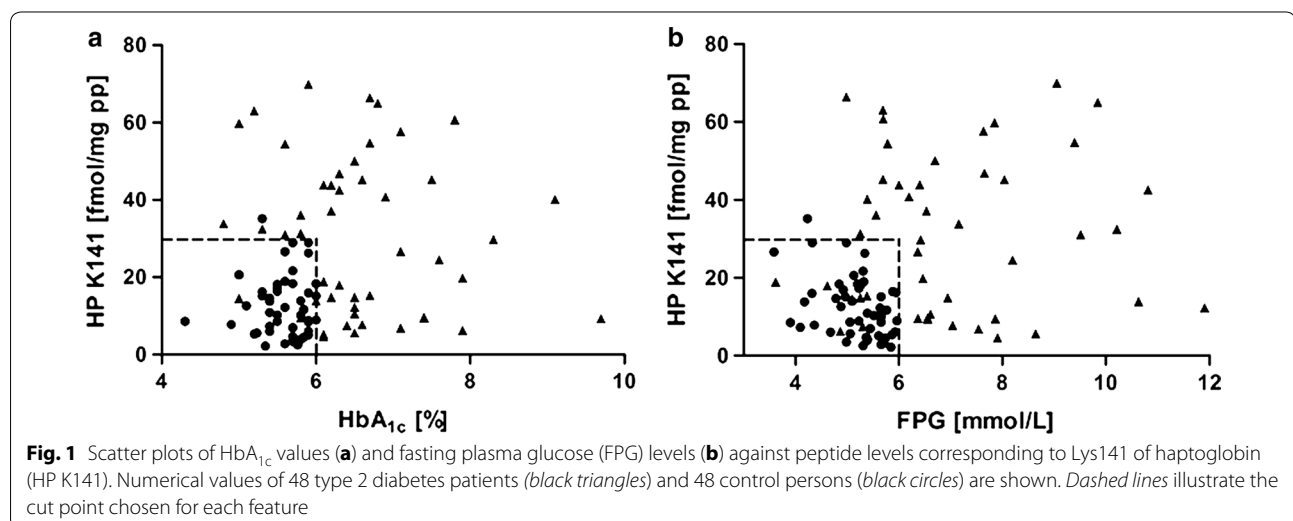 a
HP K141 [fmol/mg pp]
80
60
40
20
0
4
6
8
10
HbA1c [%]
b
HP K141 [fmol/mg pp]
80
60
40
20
0
4
6
8
10
12
FPG [mmol/L]
Fig. 1 Scatter plots of HbA1c values (a) and fasting plasma glucose (FPG) levels (b) against peptide levels corresponding to Lys141 of haptoglobin
(HP K141). Numerical values of 48 type 2 diabetes patients (black triangles) and 48 control persons (black circles) are shown. Dashed lines illustrate the
cut point chosen for each feature